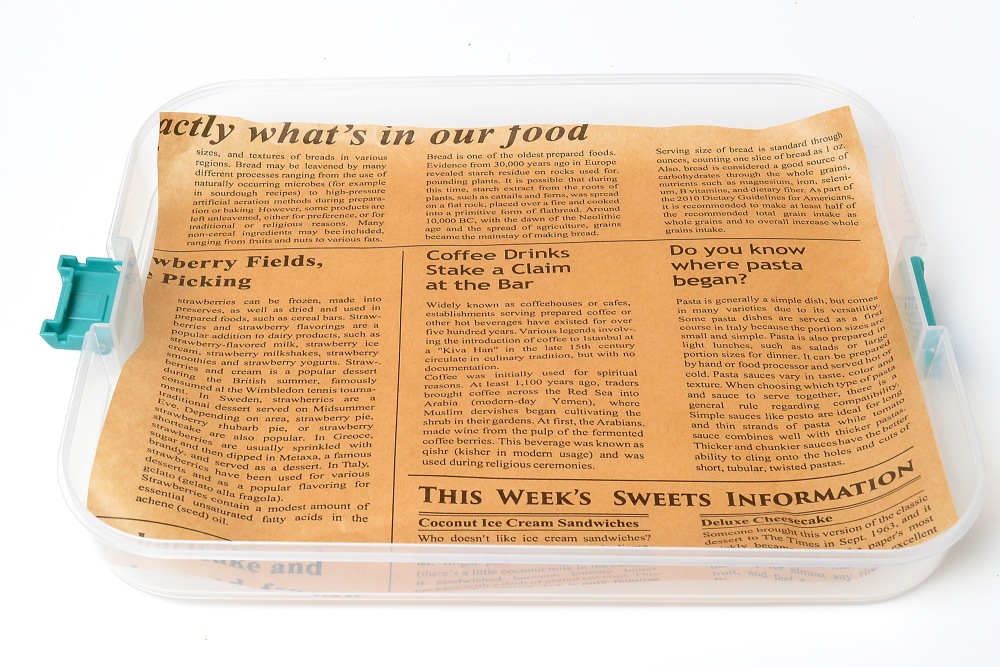 actly what's in our food
sizes, and textures of breads in various
regions. Bread may be leavened by many
different processes ranging from the use of
naturally occurring microbes (for example
in sourdough recipes) to high-pressure
artificial aeration methods during prepara-
tion or baking However, some products are
left unleavened, either for preference, or for
traditional or religious reasons. Many
non-cereal ingredients may be included,
ranging from fruits and nuts to various fats.
Bread is one of the oldest prepared foods.
Evidence from 30,000 years ago in Europe
revealed starch residue on rocks used for
pounding plants. It is possible that during
this time, starch extract from the roots of
plants, such as cattails and ferns, was spread
on a flat rock, placed over a fire and cooked
into a primitive form of flatbread. Around
10,000 BC, with the dawn of the Neolithic
age and the spread of agriculture, grains
became the mainstay of making bread.
Serving size of bread is standard through
ounces, counting one slice of bread as 1 oz.
Also, bread is considered a good source of
carbohydrates through the whole grains,
nutrients such as magnesium, iron, seleni-
um, B vitamins, and dietary fiber. As part of
the 2010 Dietary Guidelines for Americans,
it is recommended to make at least half of
the recommended total grain intake as
whole grains and to overall increase whole
grains intake.
wberry Fields,
e Picking
strawberries can be frozen, made into
preserves, as well as dried and used in
prepared foods, such as cereal bars. Straw-
berries and strawberry flavorings are a
popular addition to dairy products, such as
strawberry-flavored milk, strawberry ice
cream, strawberry milkshakes, strawberry
smoothies and strawberry yogurts. Straw-
berries and cream is a popular dessert
during the British summer, famously
consumed at the Wimbledon tennis tourna-
ment. In Sweden, strawherries are a
traditional dessert served on Midsummer
Eve. Depending on area, strawberry pie,
strawberry rhubarb pie, or strawberry
shortcake are also popular. In Greoce,
strawberries are usually sprinkled with
sugar and then dipped in Metaxa, a famous
brandy, and served as a dessert. In Italy,
strawberries have been used for various
desserts and as a popular flavoring for
gelato (gelato alla fragola).
Strawberries contain a modest amount of
essential unsaturated fatty acids in the
achene (seed) oil.
Coffee Drinks
Stake a Claim
at the Bar
Widely known as coffeehouses or cafes,
establishments serving prepared coffee or
other hot beverages have existed for over
five hundred years. Various legends involv-.
ing the introduction of coffee to Istanbul at
a "Kiva Han" in the late 15th century
circulate in culinary tradition, but with no
documentation.
Coffee was initially used for spiritual
reasons. At least 1,100 years ago, traders
brought coffee across the Red Sea into
Arabia (modern-day Yemen), where
Muslim dervishes began cultivating the
shrub in their gardens. At first, the Arabians,
made wine from the pulp of the fermented
coffee berries. This beverage was known as
qishr (kisher in modorn usage) and was
used during religious ceremonies.
Do you know
where pasta
began?
Pasta is generally a simple dish, but comes
in many varieties due to its versatility.
Some pasta dishes are served as a first
course in Italy because the portion sizes are
small and simple. Pasta is also prepared in
light lunches, such as salads or large
portion sizes for dinner. It can be prepared
by hand or food processor and served hot or
cold. Pasta sauces vary in taste, color and
texture. When choosing which type of pasta
and sauce to serve together, there is a
general rule regarding compatibility.
Simple sauces like pesto are ideal for long
and thin strands of pasta while tomato
sauce combines well with thicker pastas.
Thicker and chunkier sauces have the better
ability to cling onto the holes and cuts of
short, tubular, twisted pastas.
THIS WEEK'S SWEETS INFORMATION
Coconut Ice Cream Sandwiches
Who doesn't like ice cream sandwiches?
(there's a little coconut milk in the
Deluxe Cheesecake
Someone brought this version of the classic
dessert to The Times in Sept. 1963, and it
paper's most
excellent
ke and